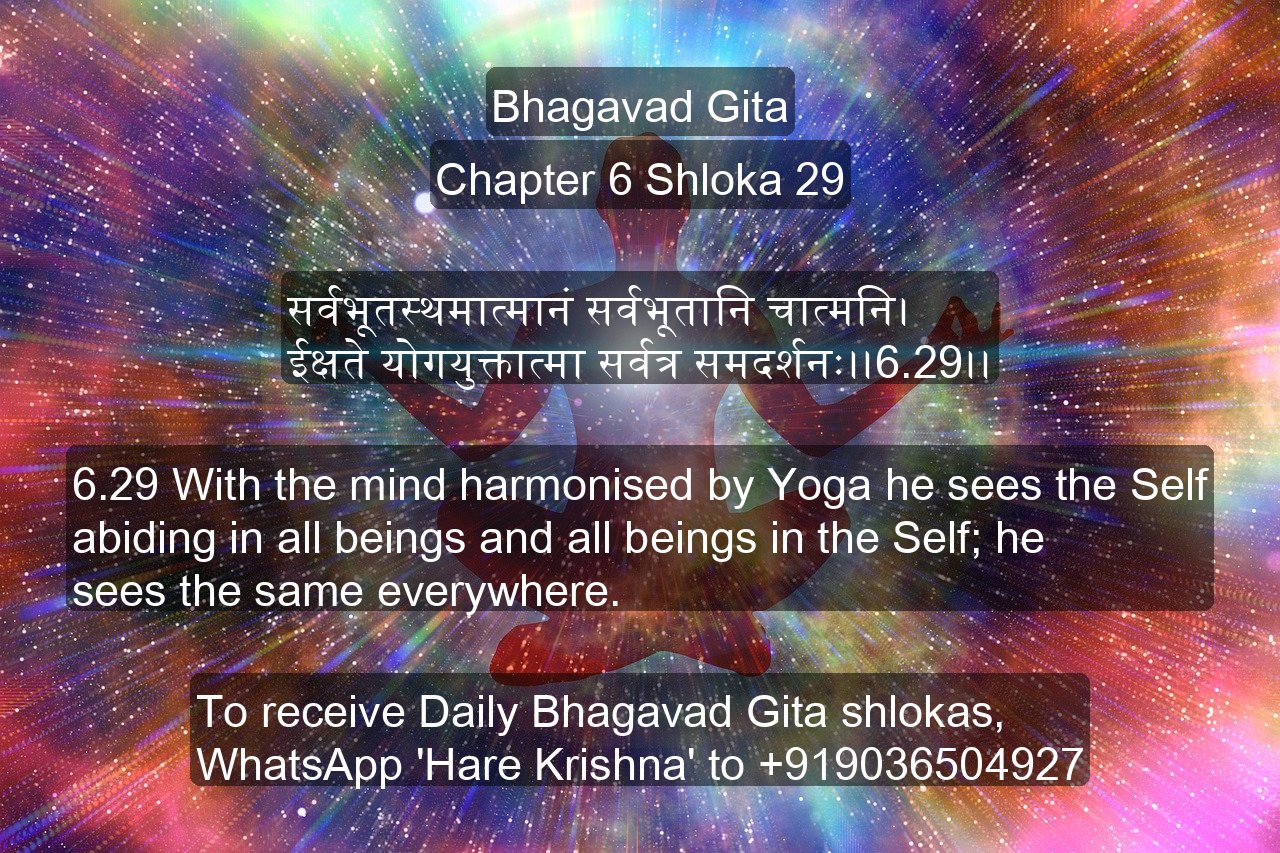 Bhagavad Gita
Chapter 6 Shloka 29
सर्वभूतस्थमात्मानं सर्वभूतानि चात्मनि।
ईक्षते योगयुक्तात्मा सर्वत्र समदर्शनः।।6.29।।
6.29 With the mind harmonised by Yoga he sees the Self
abiding in all beings and all beings in the Self; he
sees the same everywhere.
To receive Daily Bhagavad Gita shlokas,
WhatsApp 'Hare Krishna' to +919036504927